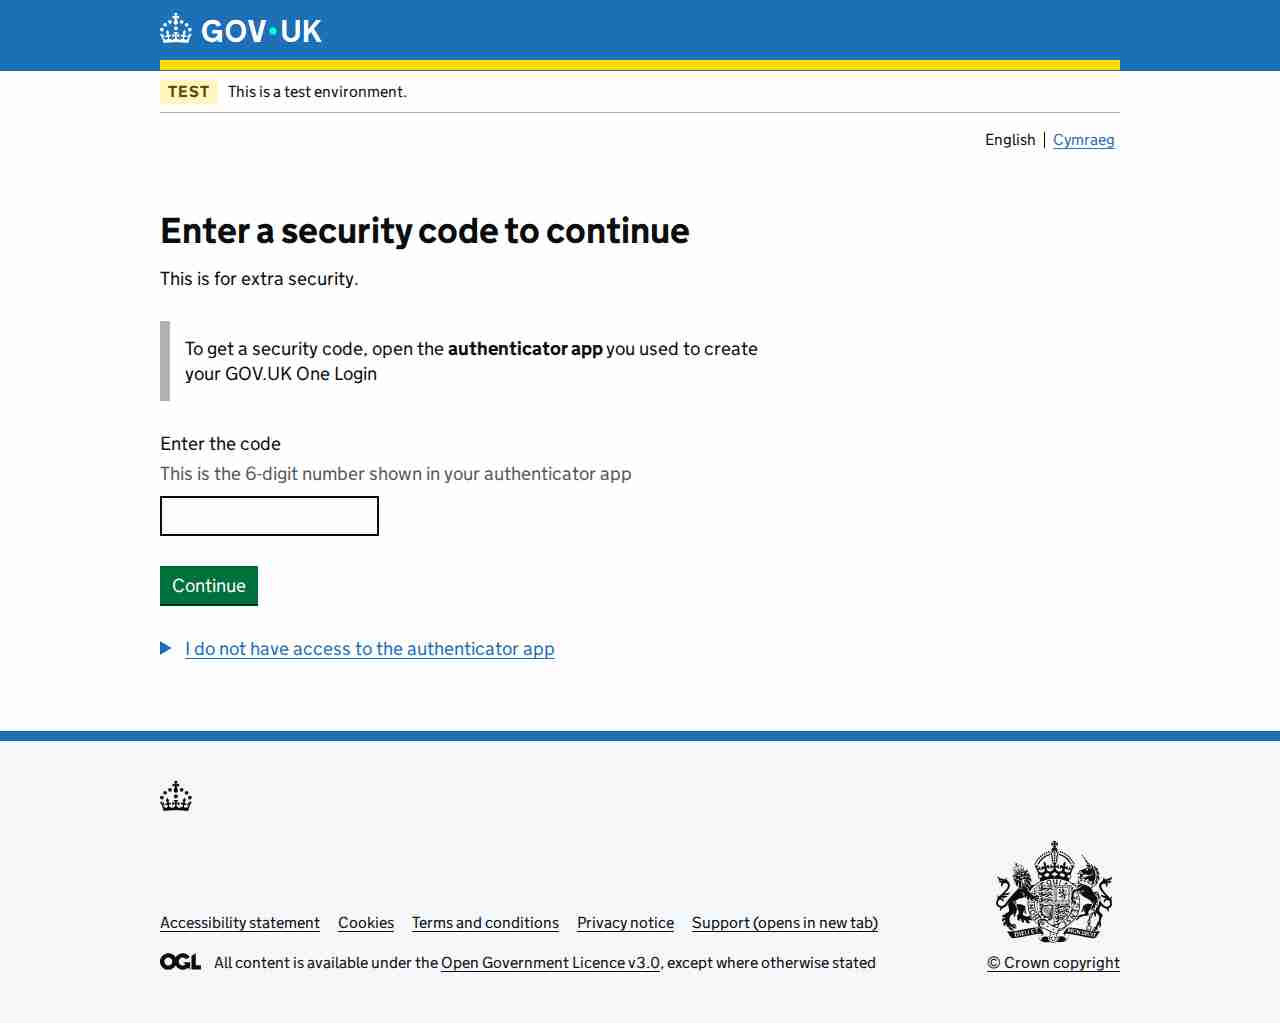 GOV·UK
TEST This is a test environment.
English | Cymraeg
Enter a security code to continue
This is for extra security.
To get a security code, open the authenticator app you used to create
your GOV.UK One Login
Enter the code
This is the 6-digit number shown in your authenticator app
Continue
I do not have access to the authenticator app
Accessibility statement Cookies Terms and conditions Privacy notice Support (opens in new tab)
OGL All content is available under the Open Government Licence v3.0, except where otherwise stated
© Crown copyright